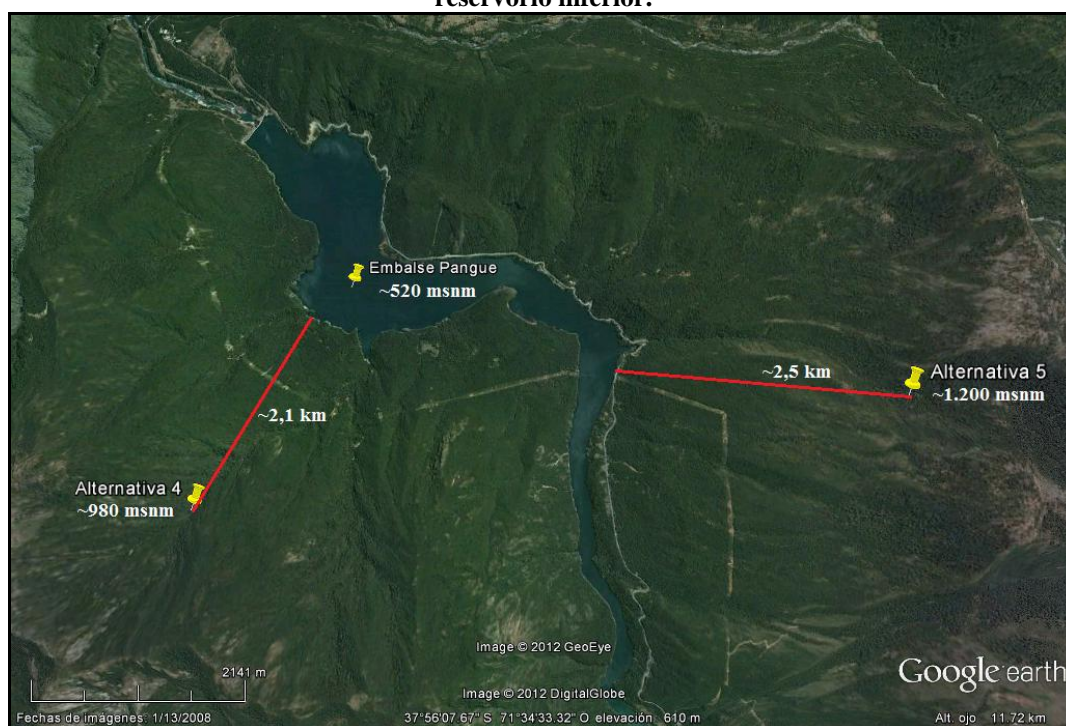 reservorio inferior.
Embalse Pangue
~520 msnm
~2,5 km
Alternativa 5
~1.200 msnm
~2,1 km
Alternativa 4
~980 msnm
Image © 2012 GeoEye
2141 m
Google earth
Image © 2012 DigitalGlobe
Fechas de imágenes: 1/13/2008 37°56'07.67" S 71°34'33.32" O elevación 610 m Alt. ojo 11.72 km